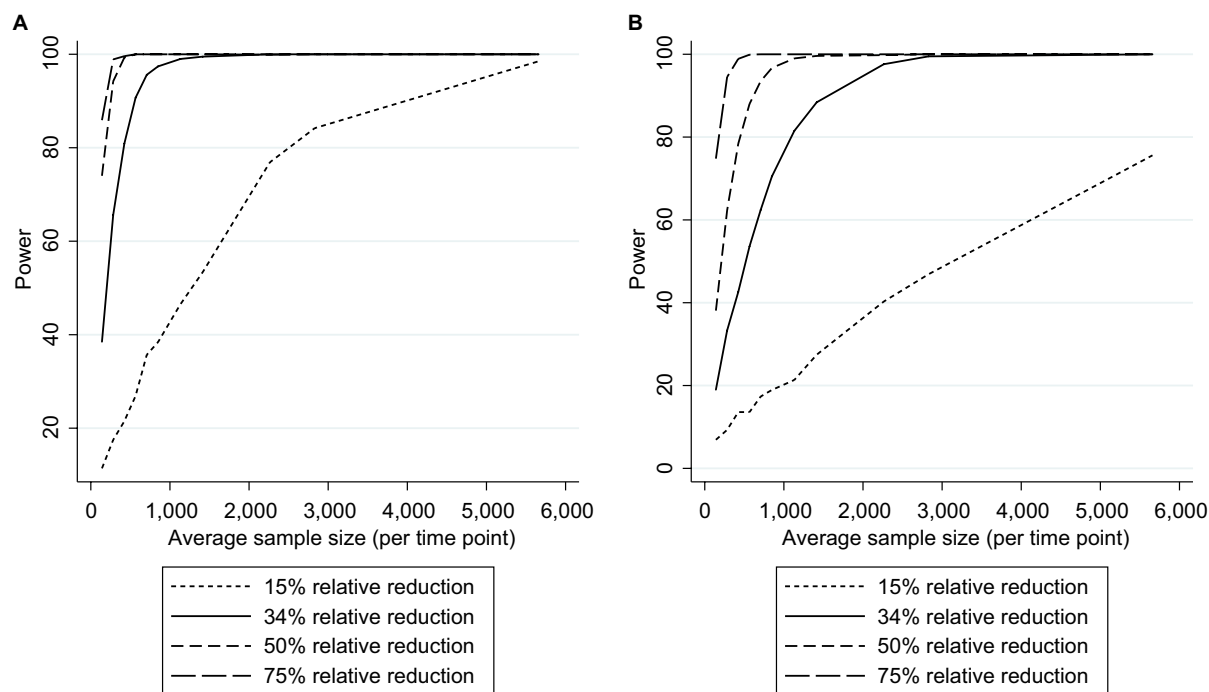 A
Power
100
80
60
40
20
0
1,000
2,000
3,000
4,000
5,000
6,000
Average sample size (per time point)
15% relative reduction
34% relative reduction
50% relative reduction
75% relative reduction
B
Power
100
80
60
40
20
0
0
1,000
2,000
3,000
4,000
5,000
6,000
Average sample size (per time point)
15% relative reduction
34% relative reduction
50% relative reduction
75% relative reduction